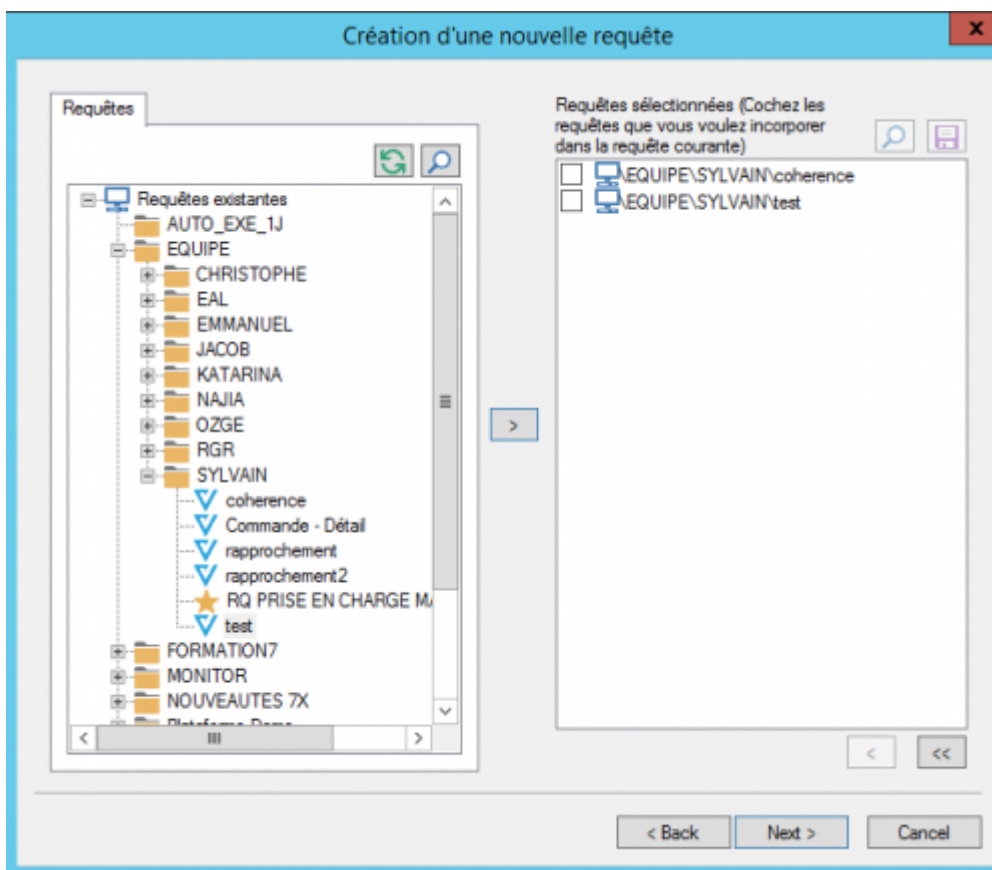 Création d'une nouvelle requête
x
Requêtes
Requêtes existantes
AUTO_EXE_1J
EQUIPE
CHRISTOPHE
EAL
EMMANUEL
JACOB
KATARINA
NAJIA
OZGE
RGR
SYLVAIN
coherence
Commande - Détail
rapprochement
rapprochement2
RQ PRISE EN CHARGE
test
FORMATION7
MONITOR
NOUVEAUTES 7X
>
Requêtes sélectionnées (Cochez les
requêtes que vous voulez incorporer
dans la requête courante)
\EQUIPE\SYLVAIN\coherence
\EQUIPE\SYLVAIN\test
<
<<
< Back
Next >
Cancel